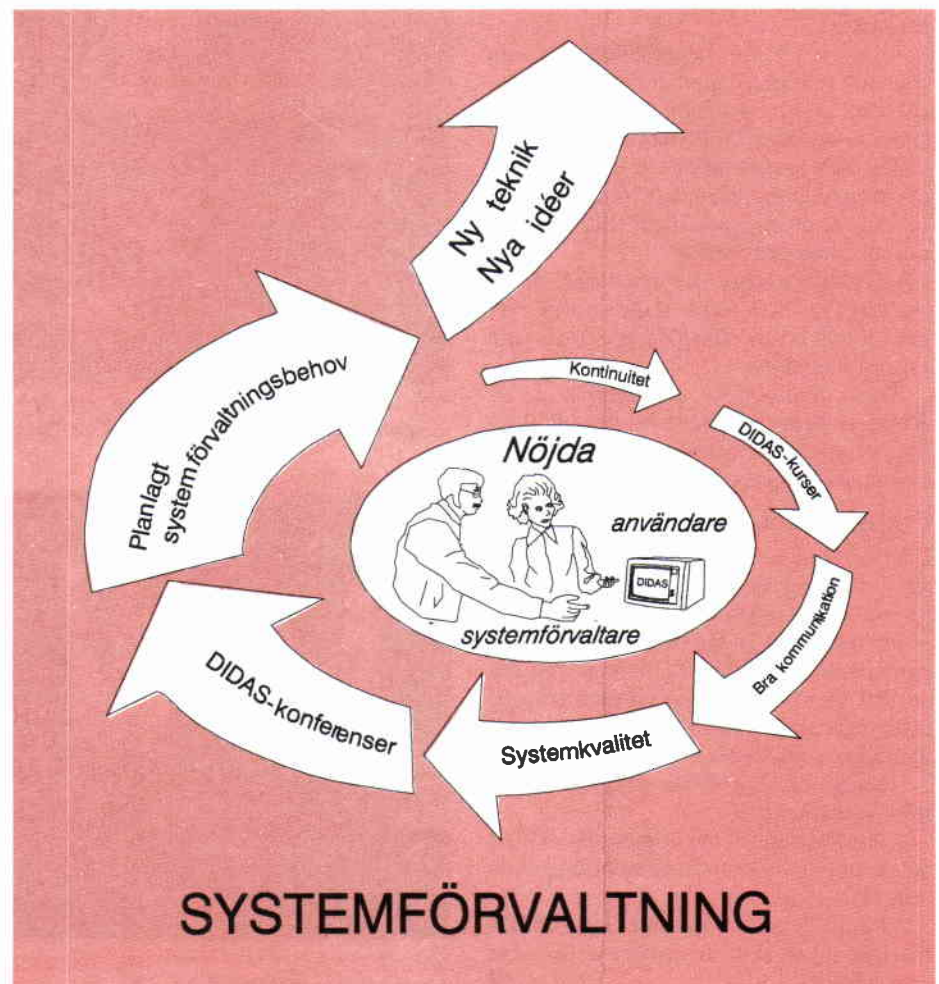 Ny teknik
Nya idéer
Planlagt
systemförvaltningsbehov
Kontinuitet
DIDAS-kurser
Bra kommunikation
Systemkvalitet
DIDAS-konferenser
Nöjda
användare
DIDAS
systemförvaltare
SYSTEMFÖRVALTNING